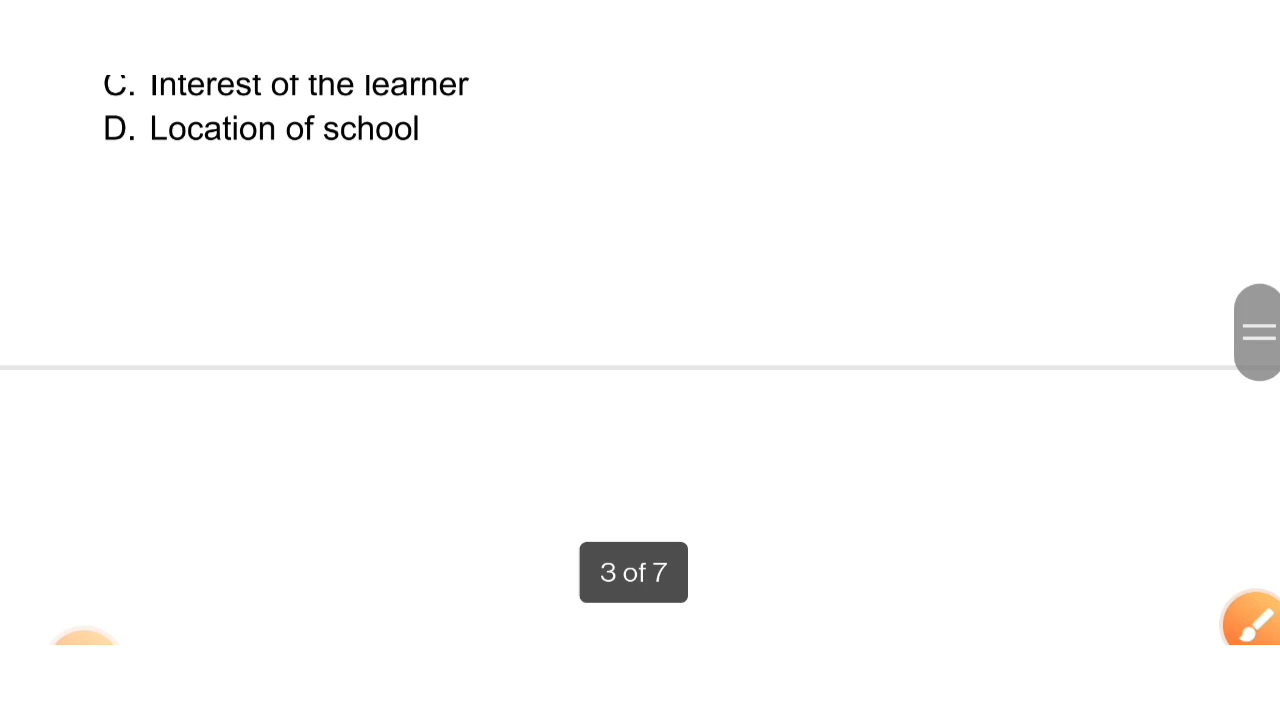 C. Interest of the learner
D. Location of school
3 of 7